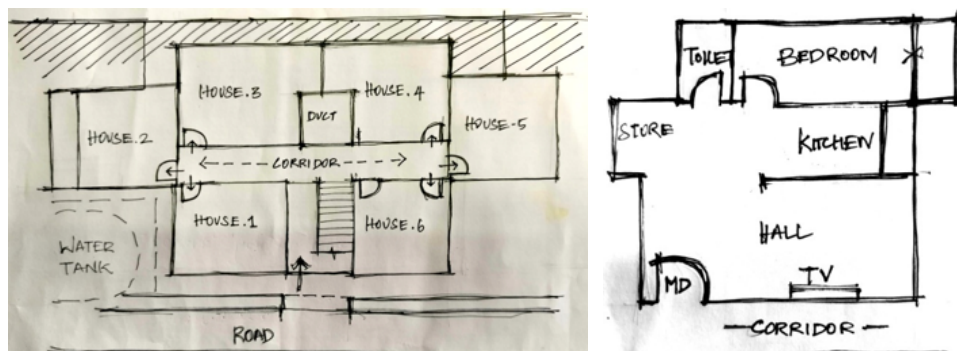 HOUSE.3
HOUSE.4
DUCT
HOUSE.2
HOUSE-5
CORRIDOR
HOUSE.1
HOUSE.6
WATER
TANK
ROAD
TOILE
BEDROOM
STORE
KITCHEN
HALL
MD
TV
CORRIDOR